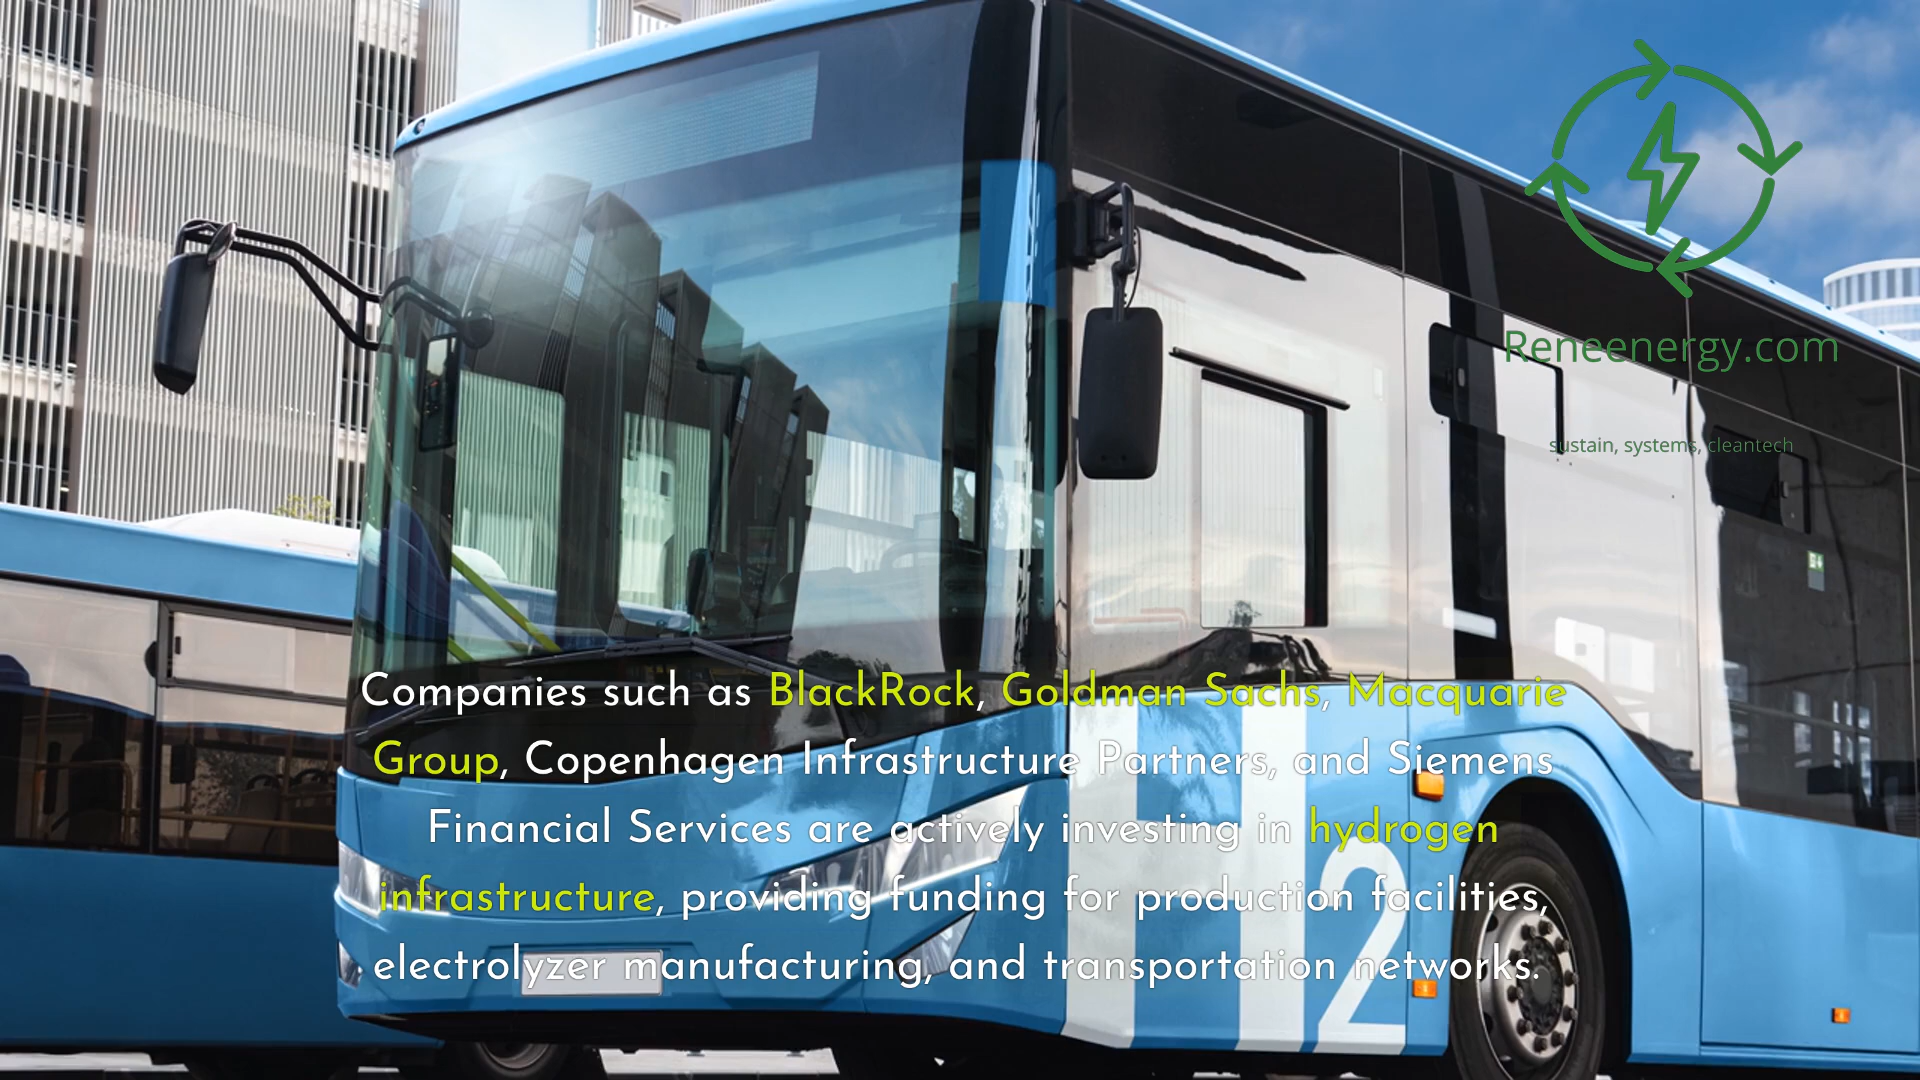 Reneenergy.com
sustain, systems, cleantech
Companies such as BlackRock, Goldman Sachs, Macquarie
Group, Copenhagen Infrastructure Partners, and Siemens
Financial Services are actively investing in hydrogen
infrastructure, providing funding for production facilities,
electrolyzer manufacturing, and transportation networks.
H2